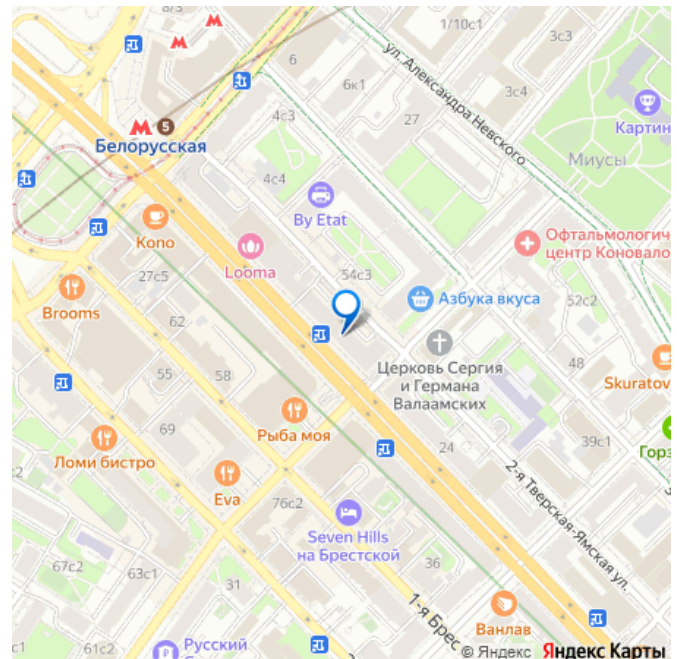 1/10с1
3с3
6
6к1
ул. Александра Невского
3с4
27
Картин
Миусы
5
Белорусская
4с3
4с4
By Etat
Офтальмологич
центр Коновало
Kono
Looma
27с5
54с3
Азбука вкуса
52с2
Brooms
62
Церковь Сергия
и Германа
Валаамских
48
Skuratov
55
58
Рыба моя
69
24
39с1
Горз
Ломи бистро
Eva
2-я Тверская-Ямская ул.
76с2
Seven Hills
на Брестской
67с2
63с1
31
36
1-я Брес
Ванлав
61с2
Русский
© Яндекс Яндекс Карты